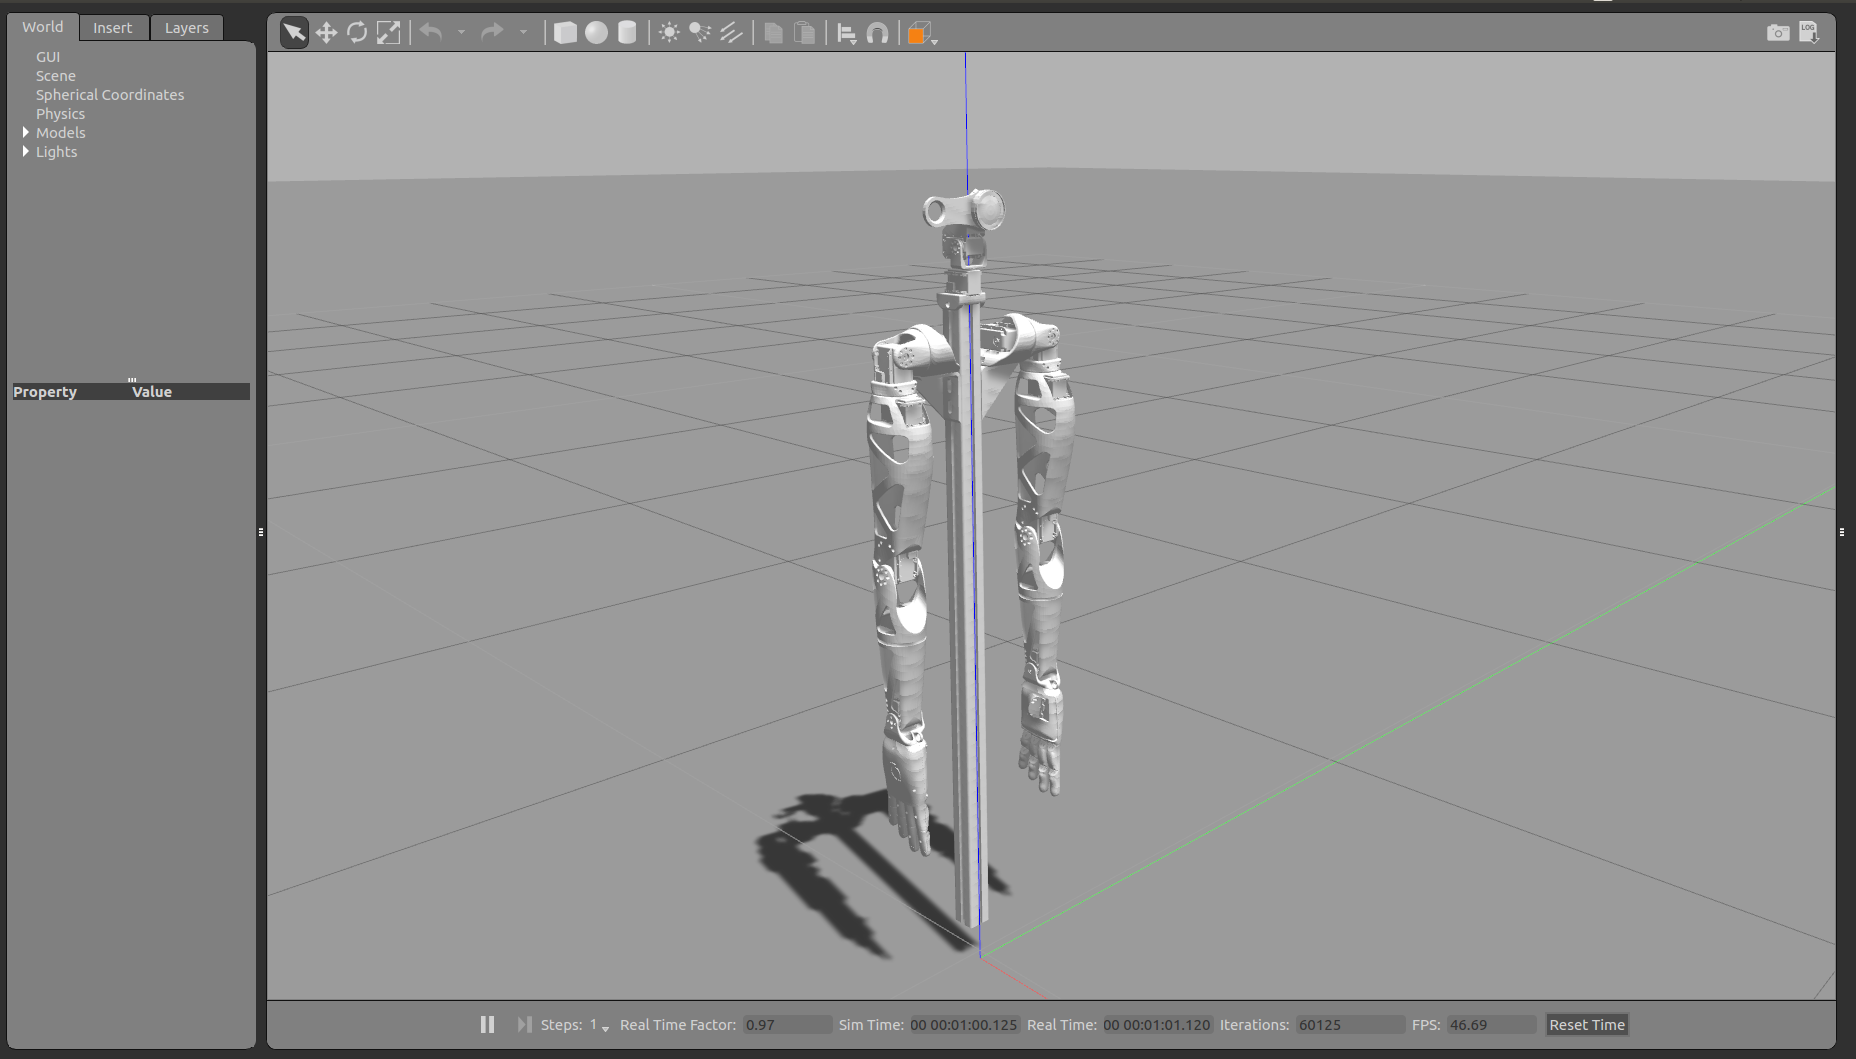 World Insert Layers
LOG
GUI
Scene
Spherical Coordinates
Physics
Models
Lights
Property Value
Steps: 1 Real Time Factor: 0.97 Sim Time: 00 00:01:00.125 Real Time: 00 00:01:01.120 Iterations: 60125 FPS: 46.69 Reset Time